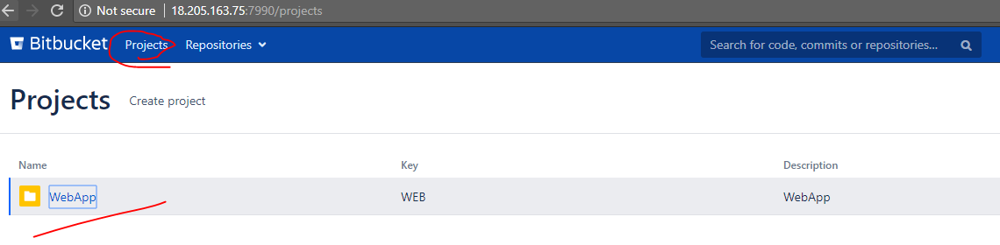 Not secure | 18.205.163.75:7990/projects
Bitbucket Projects Repositories Search for code, commits or repositories...
Projects Create project
Name Key Description
WebApp WEB WebApp